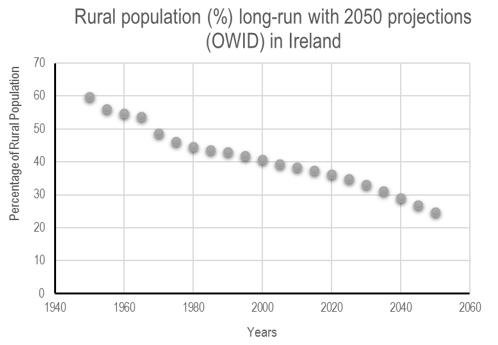 Rural population (%) long-run with 2050 projections
(OWID) in Ireland
Percentage of Rural Population
70
60
50
40
30
20
10
0
1940 1960 1980 2000 2020 2040 2060
Years